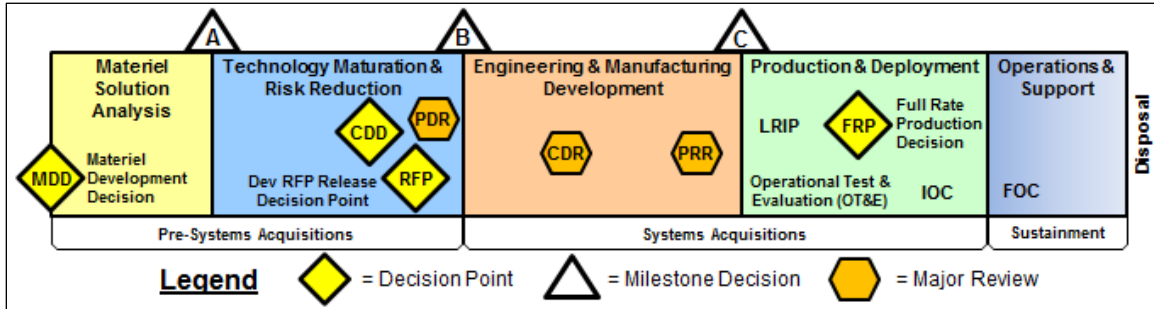 A
B
C
Materiel
Solution
Analysis
MDD
Materiel
Development
Decision
Technology Maturation &
Risk Reduction
CDD
PDR
Dev RFP Release
Decision Point
RFP
Engineering & Manufacturing
Development
CDR
PRR
Production & Deployment
LRIP
FRP
Full Rate
Production
Decision
Operational Test &
Evaluation (OT&E)
IOC
Operations &
Support
FOC
Disposal
Pre-Systems Acquisitions
Systems Acquisitions
Sustainment
Legend
= Decision Point
= Milestone Decision
= Major Review